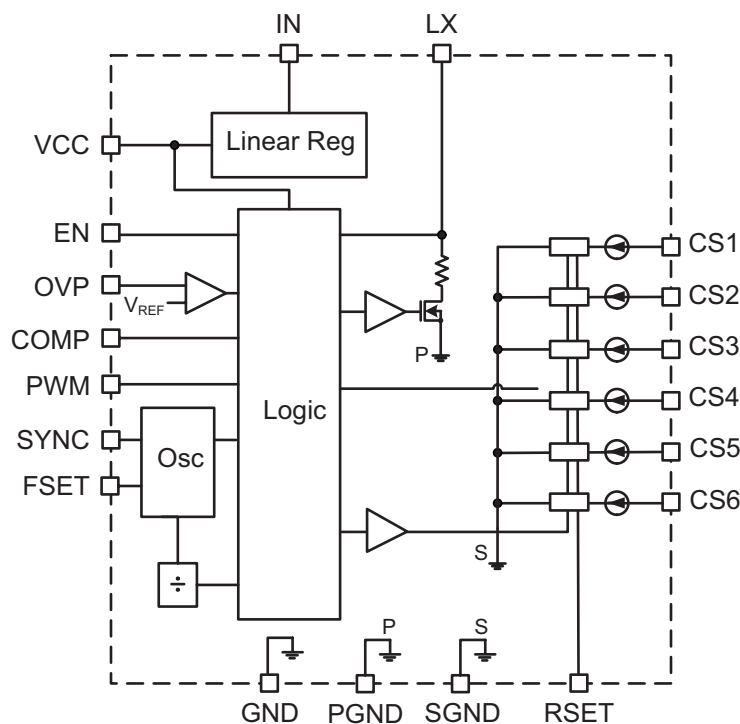 IN LX
Linear Reg
VCC
EN
OVP
VREF
COMP
PWM
SYNC
FSET
Osc
÷
Logic
P
CS1
CS2
CS3
CS4
CS5
CS6
S
P
S
GND PGND SGND RSET